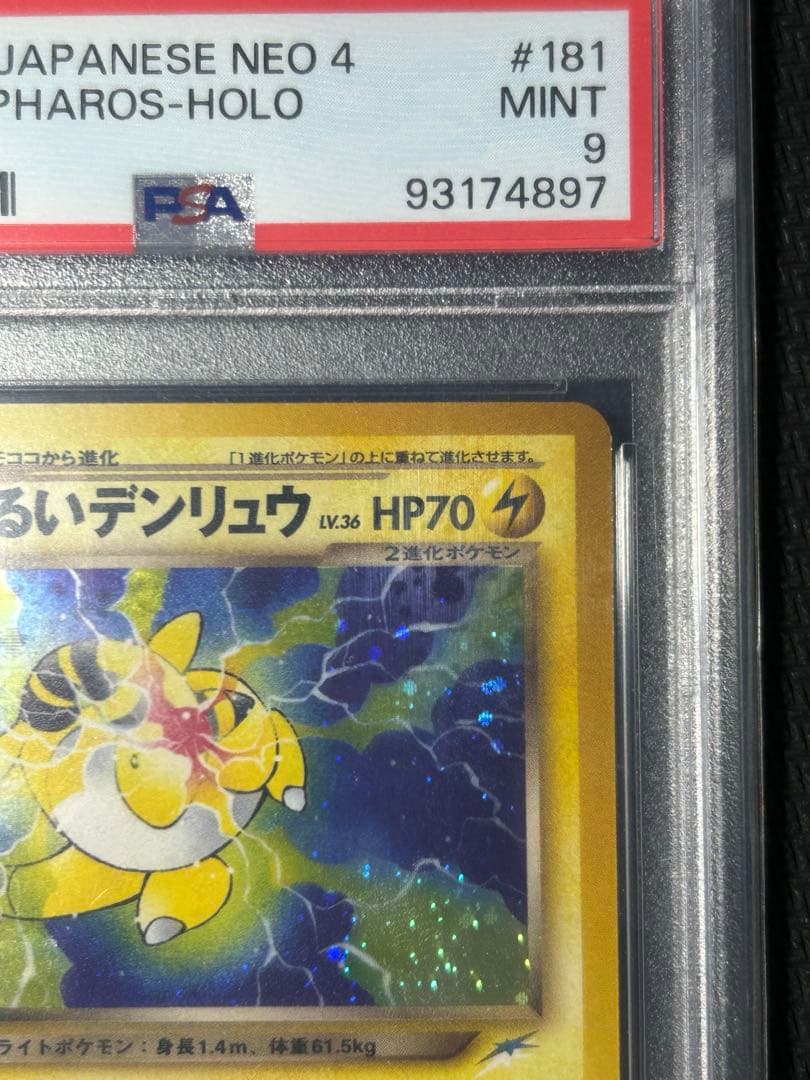 JAPANESE NEO 4 #181
PHAROS-HOLO MINT
9
PSA 93174897
モココから進化 「1進化ポケモン」の上に重ねて進化させます。
るいデンリュウ LV.36 HP70
2進化ポケモン
ライトポケモン：身長1.4m、体重61.5kg